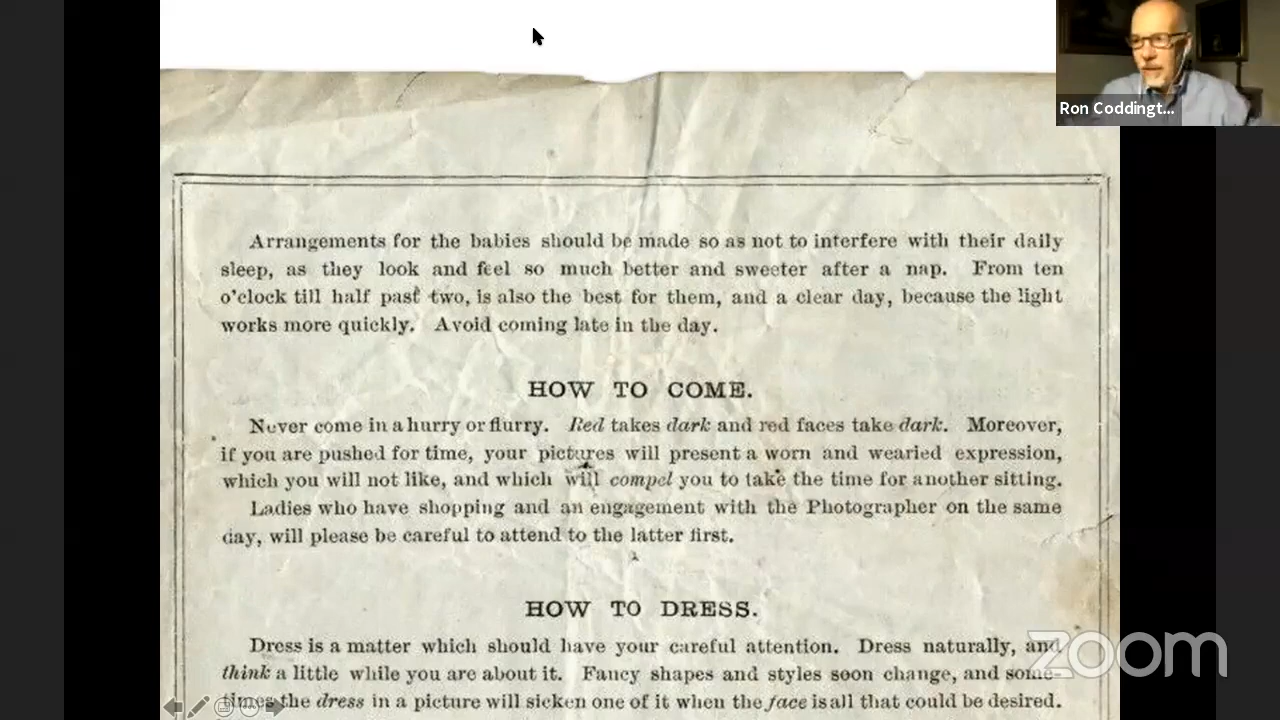 Ron Coddingt...
Arrangements for the babies should be made so as not to interfere with their daily
sleep, as they look and feel so much better and sweeter after a nap. From ten
o'clock till half past two, is also the best for them, and a clear day, because the light
works more quickly. Avoid coming late in the day.
HOW TO COME.
Never come in a hurry or flurry. Red takes dark and red faces take dark. Moreover,
if you are pushed for time, your pictures will present a worn and wearied expression,
which you will not like, and which will compel you to take the time for another sitting.
Ladies who have shopping and an engagement with the Photographer on the same
day, will please be careful to attend to the latter first.
HOW TO DRESS.
Dress is a matter which should have your careful attention. Dress naturally, and
think a little while you are about it. Fancy shapes and styles soon change, and some-
times the dress in a picture will sicken one of it when the face is all that could be desired.
zoom